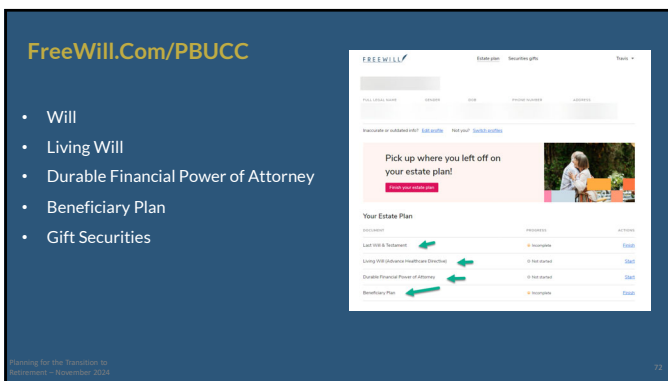 FreeWill.Com/PBUCC
• Will
• Living Will
• Durable Financial Power of Attorney
• Beneficiary Plan
• Gift Securities
FREEWILL
Estate plan Securities gifts Travis
FULL LEGAL NAME GENDER DOB PHONE NUMBER ADDRESS
Inaccurate or outdated info? Edit profile Not you? Switch profiles
Pick up where you left off on
your estate plan!
Finish your estate plan
Your Estate Plan
DOCUMENT PROGRESS ACTIONS
Last Will & Testament Incomplete Finish
Living Will (Advance Healthcare Directive) Not started Start
Durable Financial Power of Attorney Not started Start
Beneficiary Plan Incomplete Finish
Planning for the Transition to
Retirement – November 2024
72